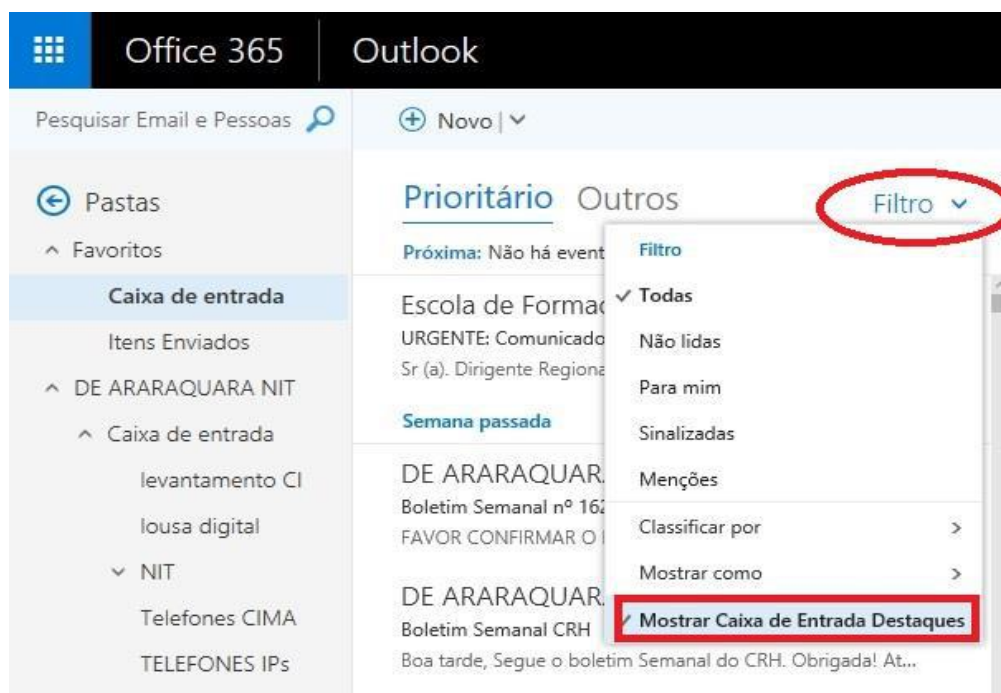 Office 365
Outlook
Pesquisar Email e Pessoas
Novo
Pastas
Favoritos
Caixa de entrada
Itens Enviados
DE ARARAQUARA NIT
Caixa de entrada
levantamento CI
lousa digital
NIT
Telefones CIMA
TELEFONES IPs
Prioritário Outros
Filtro
Próxima: Não há event
Escola de Formaç
URGENTE: Comunicado
Sr (a). Dirigente Regiona
Semana passada
DE ARARAQUAR
Boletim Semanal nº 162
FAVOR CONFIRMAR O
DE ARARAQUAR
Boletim Semanal CRH
Boa tarde, Segue o boletim Semanal do CRH. Obrigada! At...
Filtro
Todas
Não lidas
Para mim
Sinalizadas
Menções
Classificar por
Mostrar como
Mostrar Caixa de Entrada Destaques